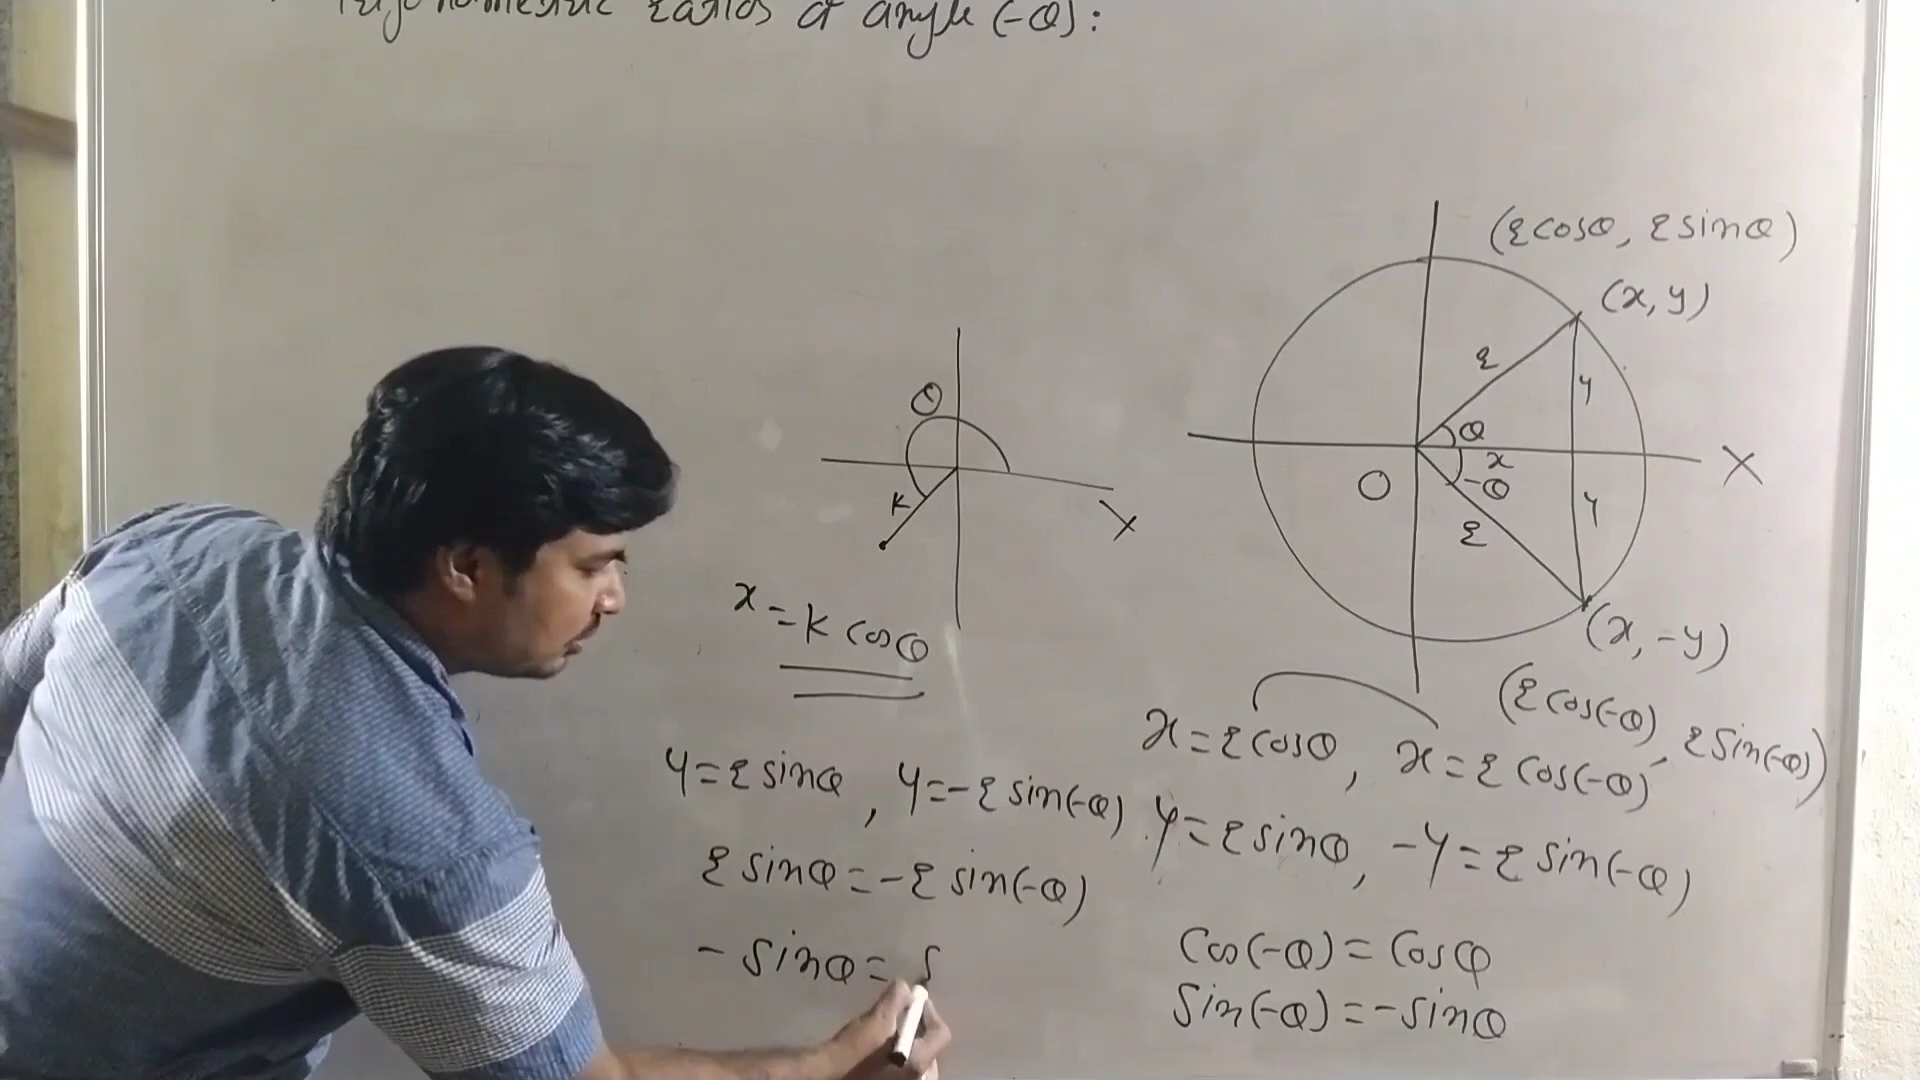 Trigonometric ratios of angle (-θ):
(r cosθ, r sinθ)
(x, y)
r
y
θ
θ
X
x
O
-θ
K
y
r
X
x = K cosθ
(x, -y)
(r cos(-θ), r sin(-θ))
x = r cosθ, x = r cos(-θ)
y = r sinθ, y = -r sin(-θ)
y = r sinθ, -y = r sin(-θ)
r sinθ = -r sin(-θ)
- sinθ = s
Cos(-θ) = Cosθ
Sin(-θ) = -sinθ